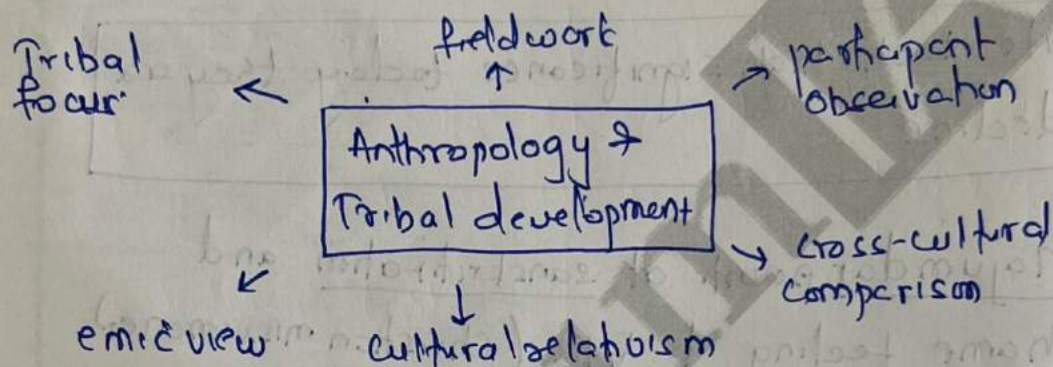 Tribal
focus
fieldwork
participant
observation
Anthropology &
Tribal development
cross-cultural
comparison
emic view
cultural relativism